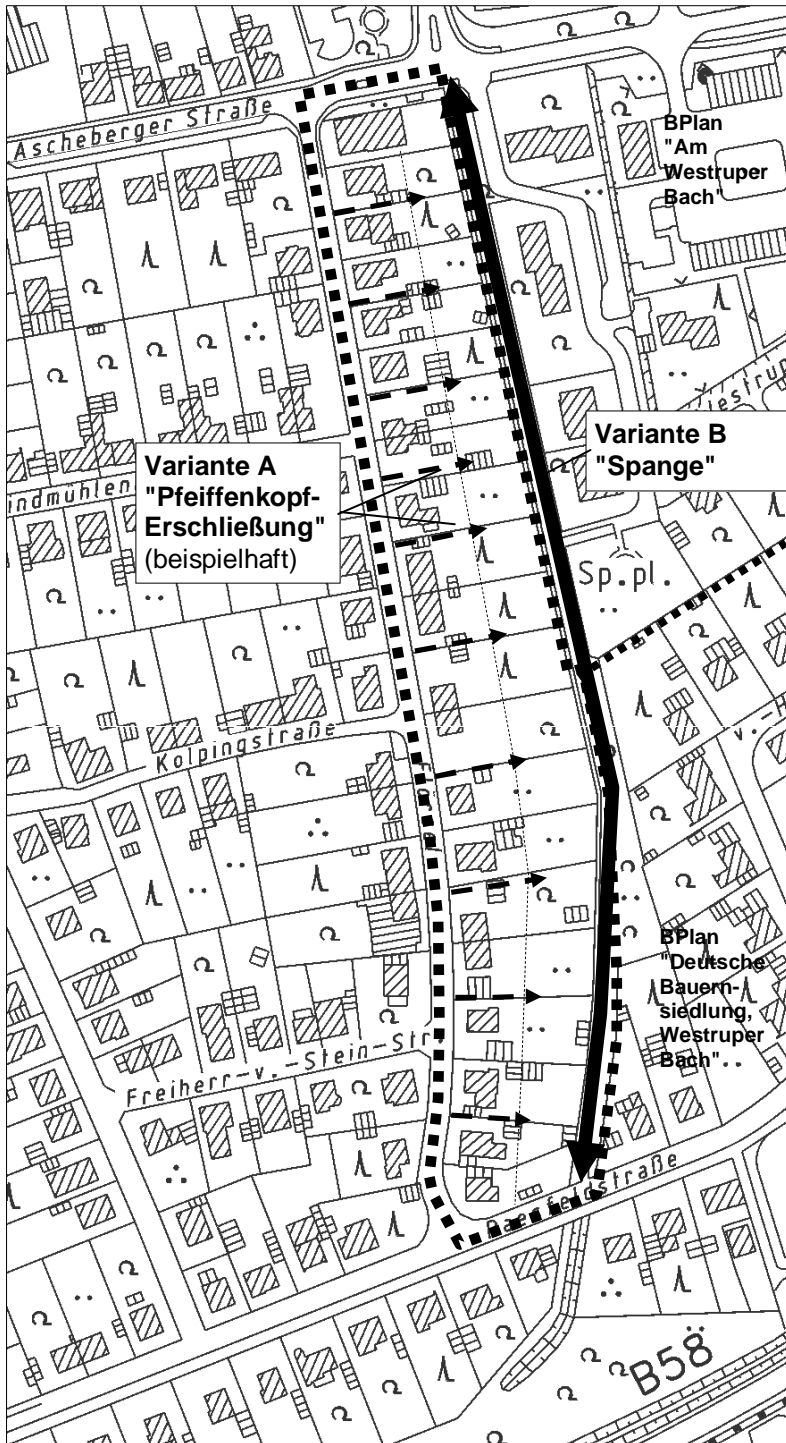 Ascheberger Straße
BPlan
"Am
Westruper
Bach"
Variante A
"Pfeiffenkopf-
Erschließung"
(beispielhaft)
Variante B
"Spange"
Sp.pl.
Kolpingstraße
BPlan
"Deutsche
Bauern-
siedlung,
Westruper
Bach"
Freiherr-v.-Stein-Str.
B58